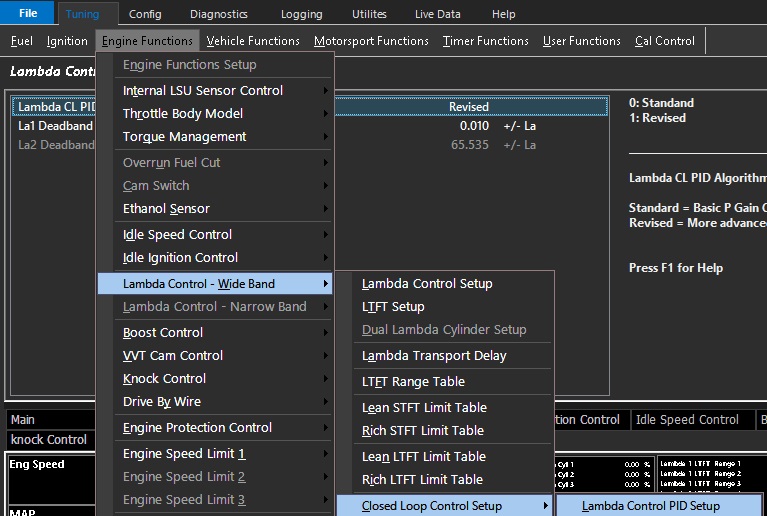 File Tuning Config Diagnostics Logging Utilites Live Data Help
Fuel Ignition Engine Functions Vehicle Functions Motorsport Functions Timer Functions User Functions Cal Control
Lambda Contr
Engine Functions Setup
Internal LSU Sensor Control
Throttle Body Model
Torque Management
Overrun Fuel Cut
Cam Switch
Ethanol Sensor
Idle Speed Control
Idle Ignition Control
Lambda Control - Wide Band
Lambda Control - Narrow Band
Boost Control
VVT Cam Control
Knock Control
Drive By Wire
Engine Protection Control
Engine Speed Limit 1
Engine Speed Limit 2
Engine Speed Limit 3
Lambda CL PID Revised
La1 Deadband 0.010 +/- La
La2 Deadband 65.535 +/- La
0: Standand
1: Revised
Lambda CL PID Algorithm
Standard = Basic P Gain C
Revised = More advance
Press F1 for Help
Lambda Control Setup
LTFT Setup
Dual Lambda Cylinder Setup
Lambda Transport Delay
LTFT Range Table
Lean STFT Limit Table
Rich STFT Limit Table
Lean LTFT Limit Table
Rich LTFT Limit Table
Closed Loop Control Setup
Lambda Control PID Setup
Main
tion Control Idle Speed Control B
knock Control
Eng Speed
MAP
Cyl 1 0.00 %
Cyl 2 0.00 %
Cyl 3 0.00 %
Lambda 1 LTFT Range 1
Lambda 1 LTFT Range 2
Lambda 1 LTFT Range 3